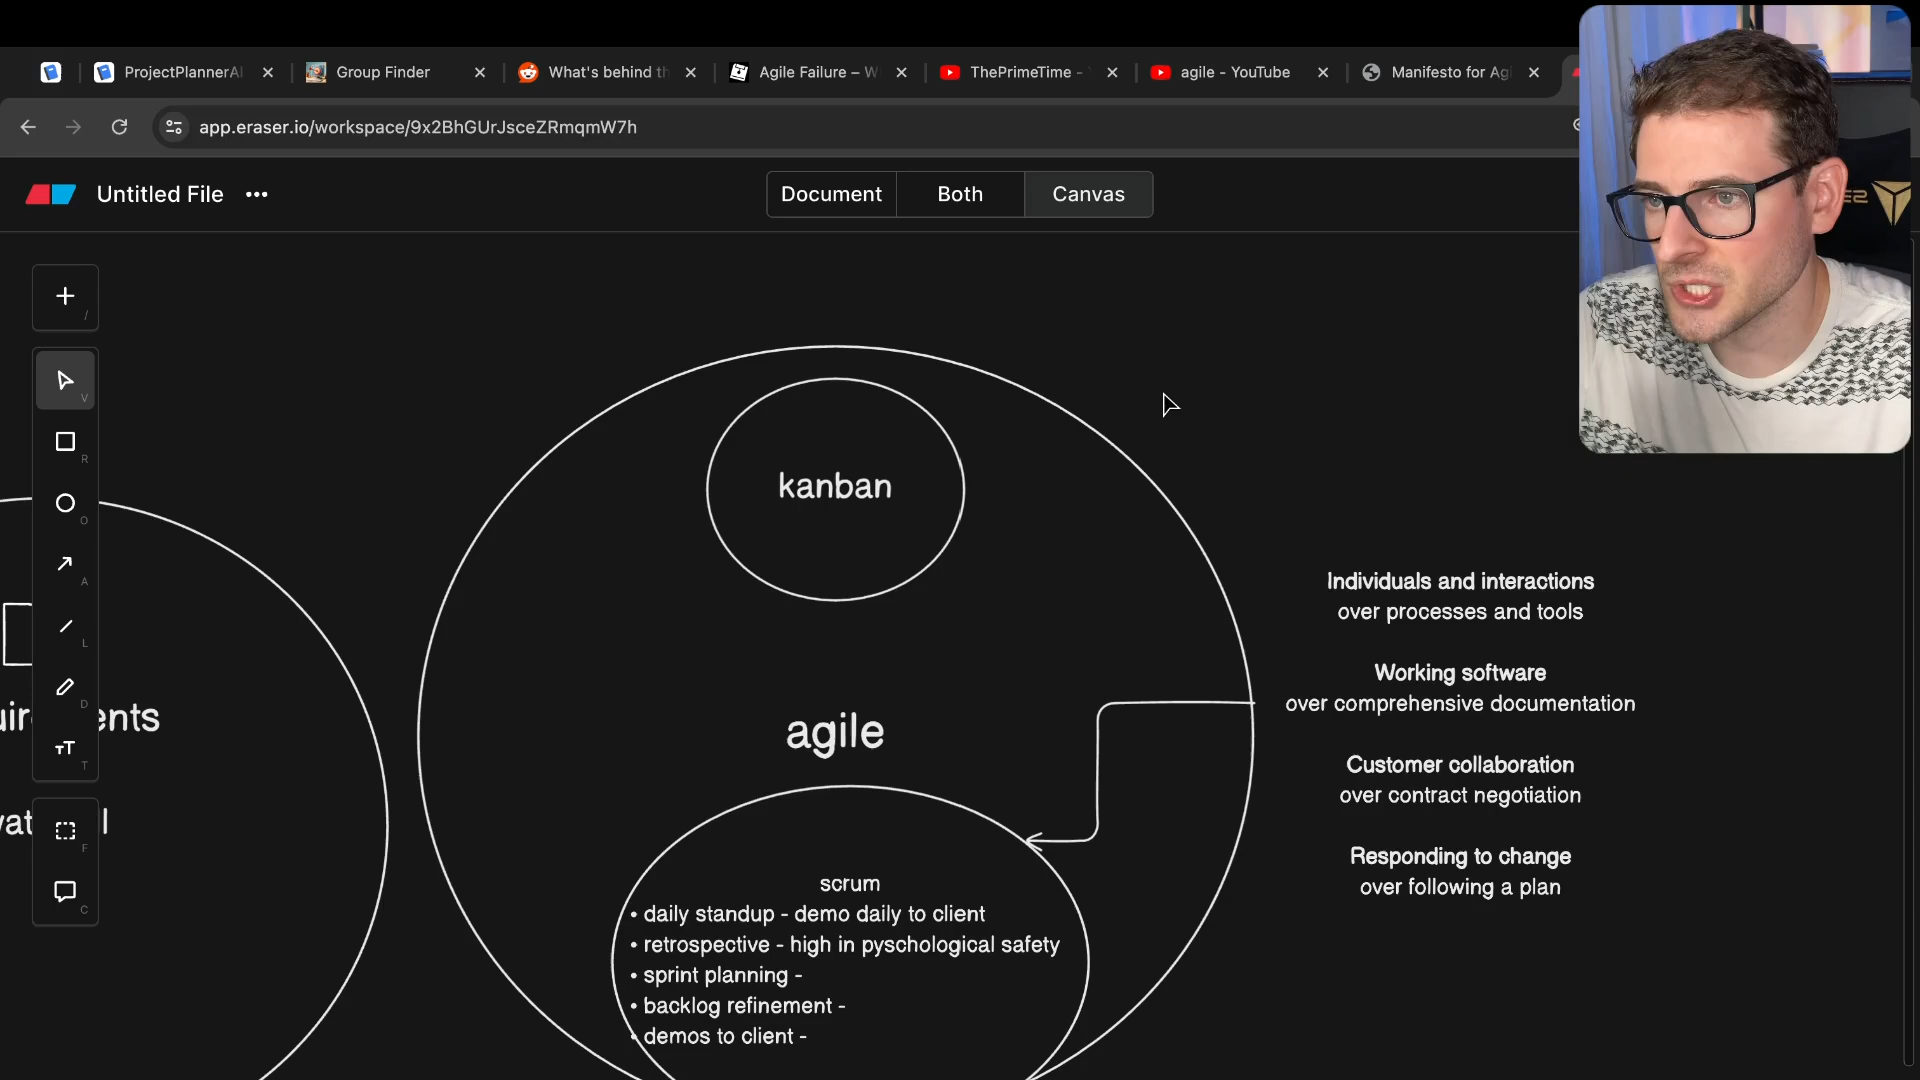 ProjectPlannerAI
Group Finder
What's behind th
Agile Failure – W
ThePrimeTime -
agile - YouTube
Manifesto for Ag
app.eraser.io/workspace/9x2BhGUrJsceZRmqmW7h
Untitled File
Document
Both
Canvas
/
V
R
O
A
L
D
T
F
C
kanban
agile
scrum
• daily standup - demo daily to client
• retrospective - high in pyschological safety
• sprint planning -
• backlog refinement -
• demos to client -
Individuals and interactions
over processes and tools
Working software
over comprehensive documentation
Customer collaboration
over contract negotiation
Responding to change
over following a plan